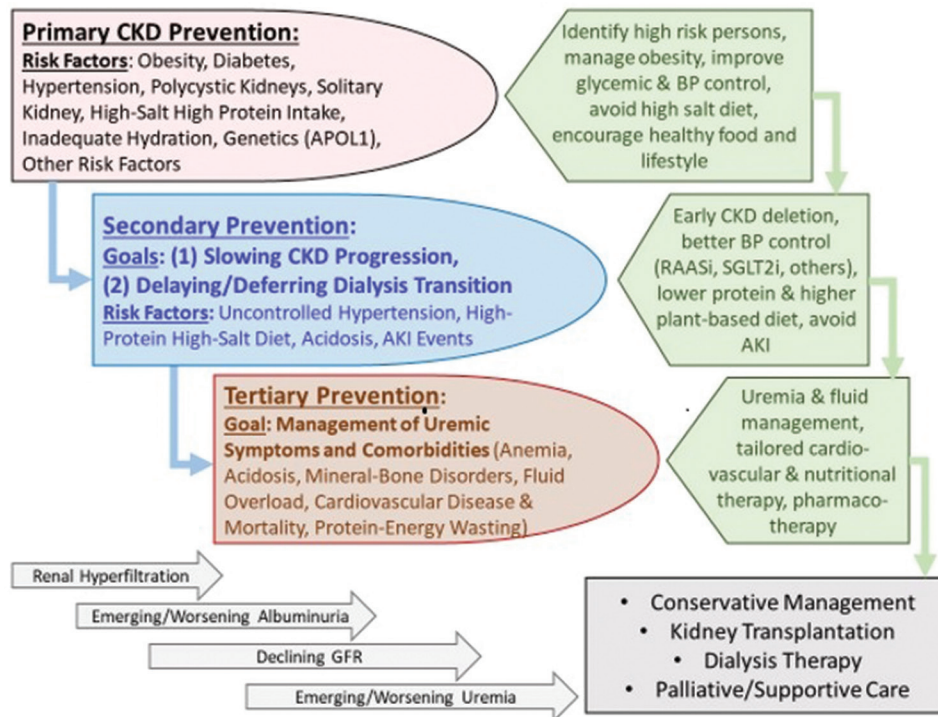 Primary CKD Prevention:
Risk Factors: Obesity, Diabetes,
Hypertension, Polycystic Kidneys, Solitary
Kidney, High-Salt High Protein Intake,
Inadequate Hydration, Genetics (APOL1),
Other Risk Factors
Identify high risk persons,
manage obesity, improve
glycemic & BP control,
avoid high salt diet,
encourage healthy food and
lifestyle
Secondary Prevention:
Goals: (1) Slowing CKD Progression,
(2) Delaying/Deferring Dialysis Transition
Risk Factors: Uncontrolled Hypertension, High-
Protein High-Salt Diet, Acidosis, AKI Events
Early CKD deletion,
better BP control
(RAASi, SGLT2i, others),
lower protein & higher
plant-based diet, avoid
AKI
Tertiary Prevention:
Goal: Management of Uremic
Symptoms and Comorbidities (Anemia,
Acidosis, Mineral-Bone Disorders, Fluid
Overload, Cardiovascular Disease &
Mortality, Protein-Energy Wasting)
Uremia & fluid
management,
tailored cardio-
vascular & nutritional
therapy, pharmaco-
therapy
Renal Hyperfiltration
Emerging/Worsening Albuminuria
Declining GFR
Emerging/Worsening Uremia
• Conservative Management
• Kidney Transplantation
• Dialysis Therapy
• Palliative/Supportive Care